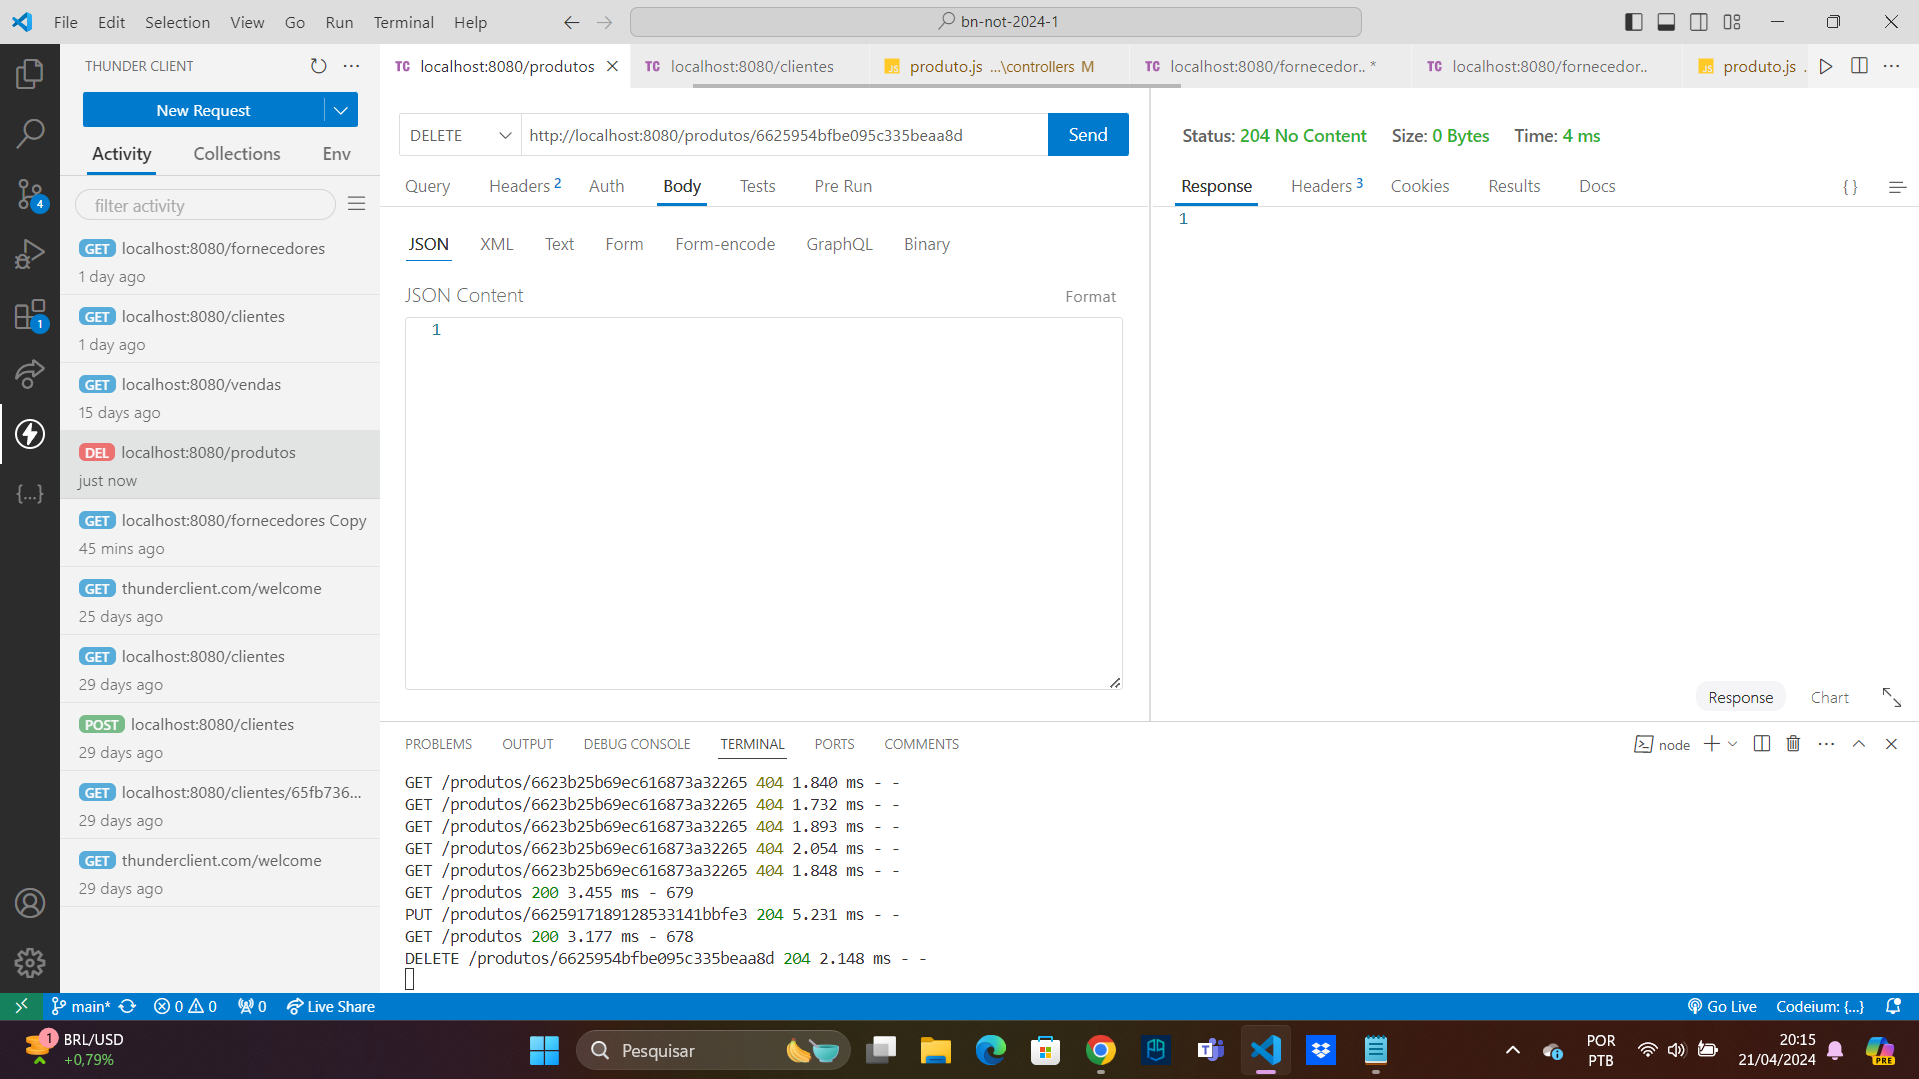 File Edit Selection View Go Run Terminal Help
bn-not-2024-1
THUNDER CLIENT
New Request
Activity Collections Env
filter activity
GET localhost:8080/fornecedores
1 day ago
GET localhost:8080/clientes
1 day ago
GET localhost:8080/vendas
15 days ago
DEL localhost:8080/produtos
just now
GET localhost:8080/fornecedores Copy
45 mins ago
GET thunderclient.com/welcome
25 days ago
GET localhost:8080/clientes
29 days ago
POST localhost:8080/clientes
29 days ago
GET localhost:8080/clientes/65fb736...
29 days ago
GET thunderclient.com/welcome
29 days ago
TC localhost:8080/produtos
TC localhost:8080/clientes
JS produto.js ...\controllers M
TC localhost:8080/fornecedor.. *
TC localhost:8080/fornecedor..
JS produto.js .
DELETE http://localhost:8080/produtos/6625954bfbe095c335beaa8d Send
Query Headers 2 Auth Body Tests Pre Run
JSON XML Text Form Form-encode GraphQL Binary
JSON Content Format
1
Status: 204 No Content Size: 0 Bytes Time: 4 ms
Response Headers 3 Cookies Results Docs {}
1
Response Chart
PROBLEMS OUTPUT DEBUG CONSOLE TERMINAL PORTS COMMENTS
node
GET /produtos/6623b25b69ec616873a32265 404 1.840 ms - -
GET /produtos/6623b25b69ec616873a32265 404 1.732 ms - -
GET /produtos/6623b25b69ec616873a32265 404 1.893 ms - -
GET /produtos/6623b25b69ec616873a32265 404 2.054 ms - -
GET /produtos/6623b25b69ec616873a32265 404 1.848 ms - -
GET /produtos 200 3.455 ms - 679
PUT /produtos/6625917189128533141bbfe3 204 5.231 ms - -
GET /produtos 200 3.177 ms - 678
DELETE /produtos/6625954bfbe095c335beaa8d 204 2.148 ms - -
4
1
{...}
main* 0 0 0 Live Share
Go Live Codeium: {...}
1
BRL/USD
+0,79%
Pesquisar
POR
PTB
20:15
21/04/2024
PRE